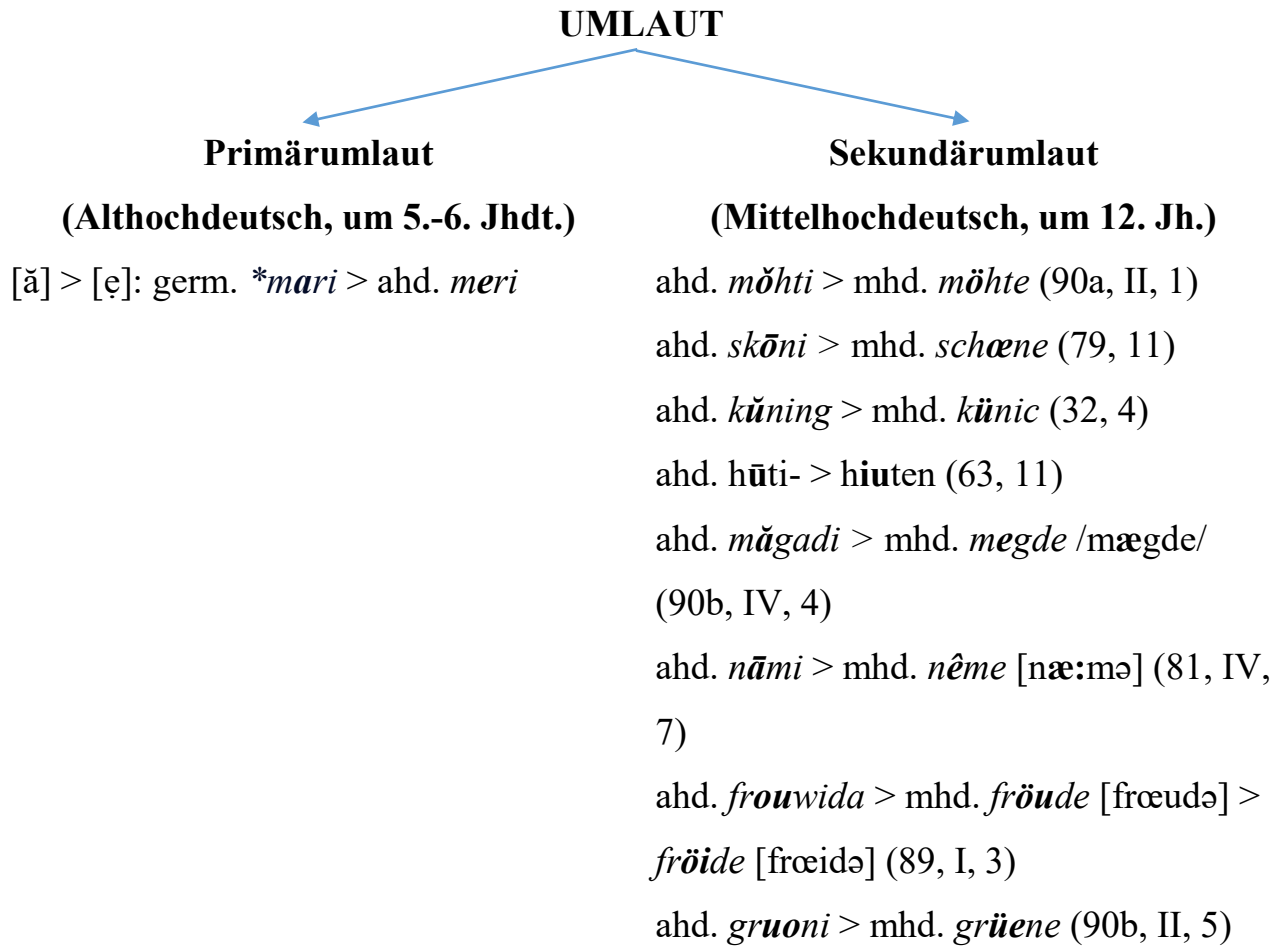 UMLAUT
Primärumlaut
(Althochdeutsch, um 5.-6. Jhdt.)
[ă] > [ẹ]: germ. *mari > ahd. meri
Sekundärumlaut
(Mittelhochdeutsch, um 12. Jh.)
ahd. mǒhti > mhd. möhte (90a, II, 1)
ahd. skōni > mhd. schœne (79, 11)
ahd. kŭning > mhd. künic (32, 4)
ahd. hūti- > hiuten (63, 11)
ahd. măgadi > mhd. megde /mægde/
(90b, IV, 4)
ahd. nāmi > mhd. nême [næ:mə] (81, IV,
7)
ahd. frouwida > mhd. fröude [frœudə] >
fröide [frœidə] (89, I, 3)
ahd. gruoni > mhd. grüene (90b, II, 5)